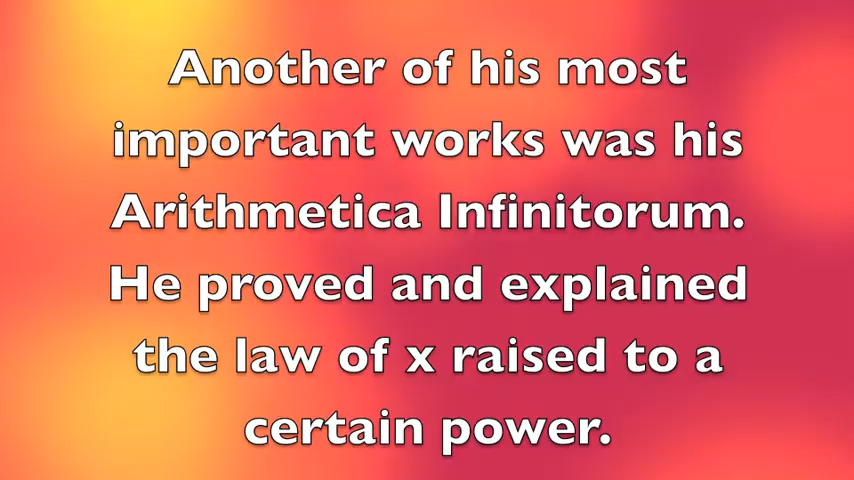 Another of his most
important works was his
Arithmetica Infinitorum.
He proved and explained
the law of x raised to a
certain power.